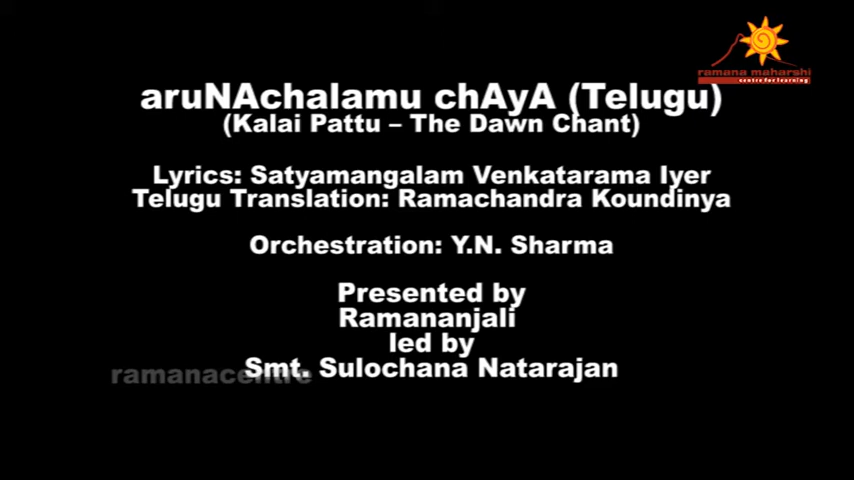 ramana maharshi
centre for learning
aruNAchalamu chAyA (Telugu)
(Kalai Pattu – The Dawn Chant)
Lyrics: Satyamangalam Venkatarama Iyer
Telugu Translation: Ramachandra Koundinya
Orchestration: Y.N. Sharma
Presented by
Ramananjali
led by
Smt. Sulochana Natarajan
ramanacentre